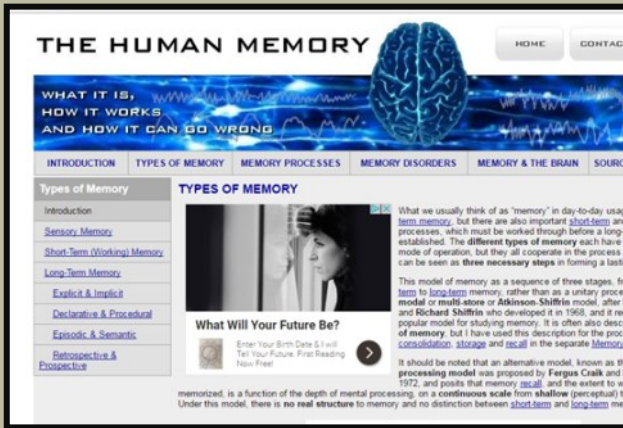 THE HUMAN MEMORY
HOME
CONTAC
WHAT IT IS,
HOW IT WORKS
AND HOW IT CAN GO WRONG
INTRODUCTION TYPES OF MEMORY MEMORY PROCESSES MEMORY DISORDERS MEMORY & THE BRAIN SOURC
Types of Memory
Introduction
Sensory Memory
Short-Term (Working) Memory
Long-Term Memory
Explicit & Implicit
Declarative & Procedural
Episodic & Semantic
Retrospective &
Prospective
TYPES OF MEMORY
What Will Your Future Be?
Enter Your Birth Date & I will
Tell Your Future. First Reading
Now Free!
What we usually think of as "memory" in day-to-day usag
term memory, but there are also important short-term an
processes, which must be worked through before a long-
established. The different types of memory each have
mode of operation, but they all cooperate in the process
can be seen as three necessary steps in forming a last
This model of memory as a sequence of three stages, f
term to long-term memory, rather than as a unitary proce
modal or multi-store or Atkinson-Shiffrin model, after
and Richard Shiffrin who developed it in 1968, and it re
popular model for studying memory. It is often also desc
of memory, but I have used this description for the proc
consolidation, storage and recall in the separate Memory
It should be noted that an alternative model, known as th
processing model was proposed by Fergus Craik and
1972, and posits that memory recall, and the extent to w
memorized, is a function of the depth of mental processing, on a continuous scale from shallow (perceptual) t
Under this model, there is no real structure to memory and no distinction between short-term and long-term me